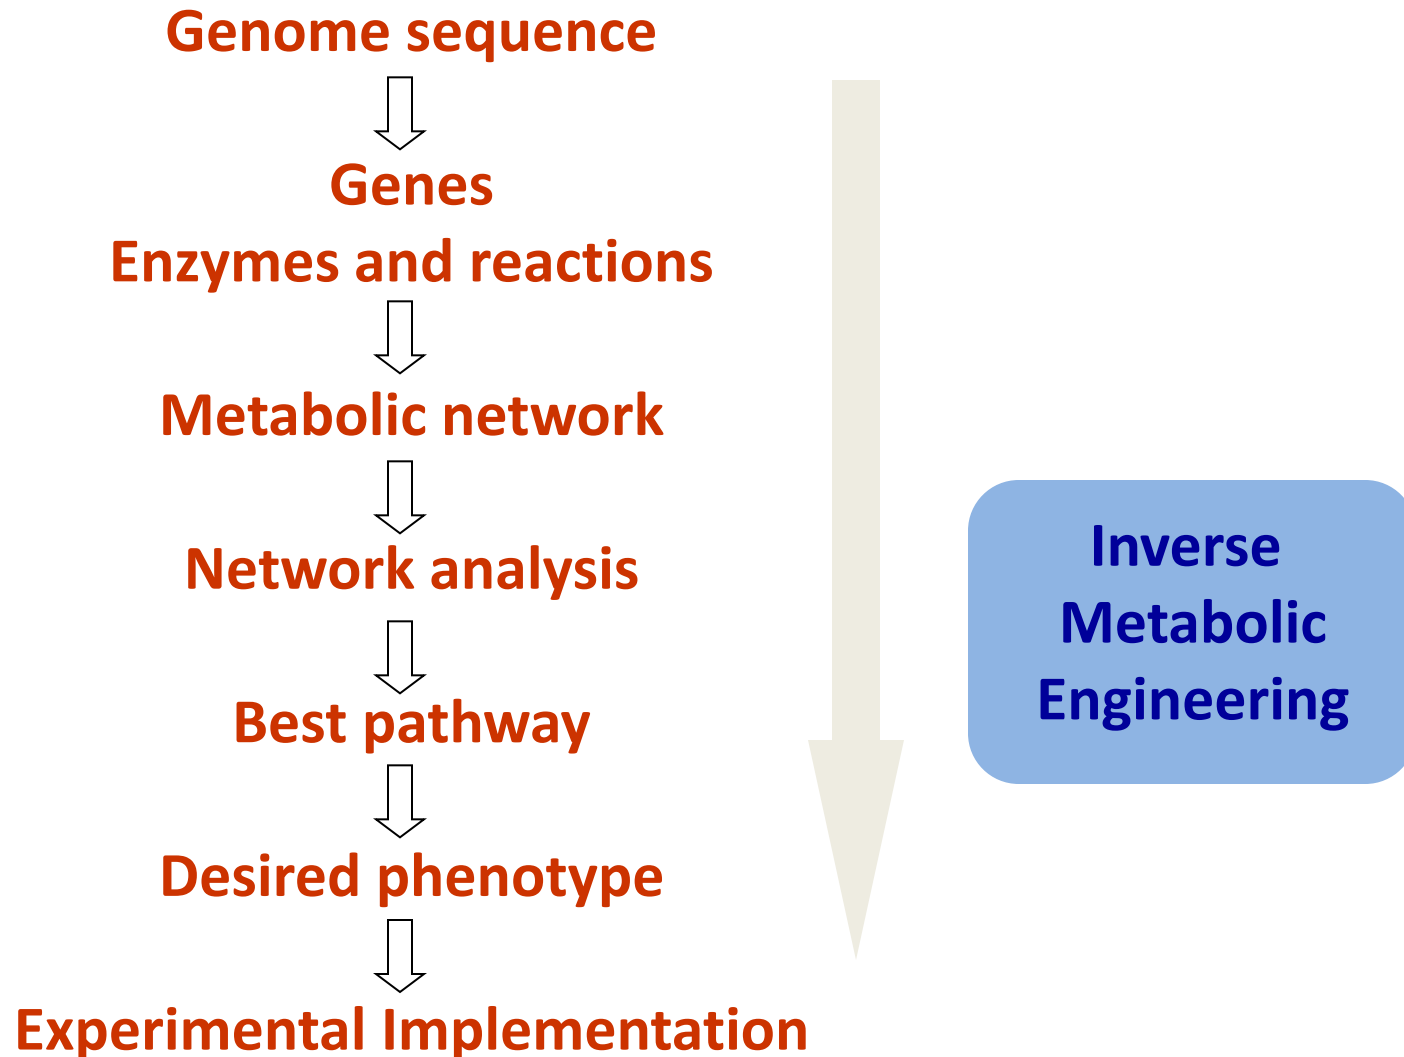 Genome sequence
Genes
Enzymes and reactions
Metabolic network
Network analysis
Best pathway
Desired phenotype
Experimental Implementation
Inverse
Metabolic
Engineering